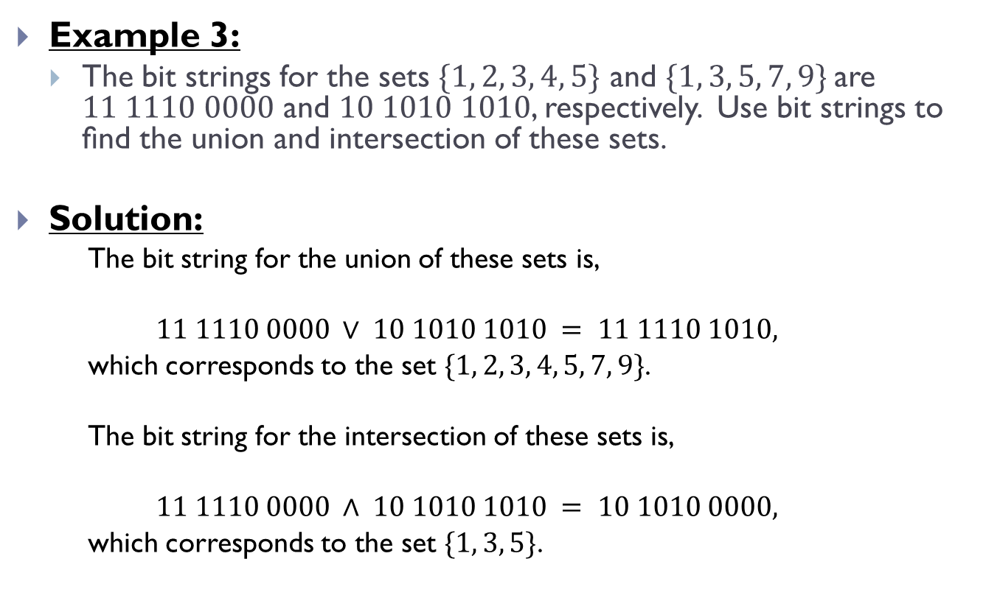 Example 3:
The bit strings for the sets {1, 2, 3, 4, 5} and {1, 3, 5, 7, 9} are
11 1110 0000 and 10 1010 1010, respectively. Use bit strings to
find the union and intersection of these sets.
Solution:
The bit string for the union of these sets is,
11 1110 0000 ∨ 10 1010 1010 = 11 1110 1010,
which corresponds to the set {1, 2, 3, 4, 5, 7, 9}.
The bit string for the intersection of these sets is,
11 1110 0000 ∧ 10 1010 1010 = 10 1010 0000,
which corresponds to the set {1, 3, 5}.